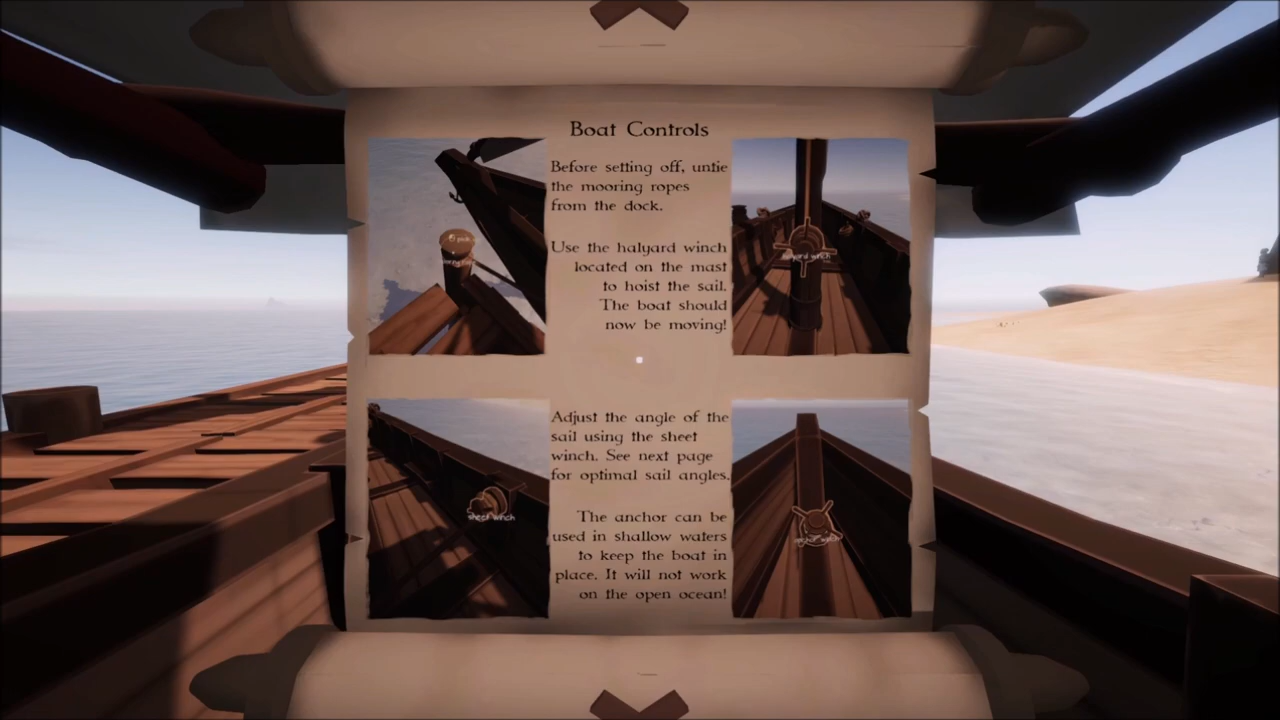 Boat Controls
Before setting off, untie
the mooring ropes
from the dock.
Use the halyard winch
located on the mast
to hoist the sail.
The boat should
now be moving!
halyard winch
Adjust the angle of the
sail using the sheet
winch. See next page
for optimal sail angles.
sheet winch
The anchor can be
used in shallow waters
to keep the boat in
place. It will not work
on the open ocean!
anchor winch